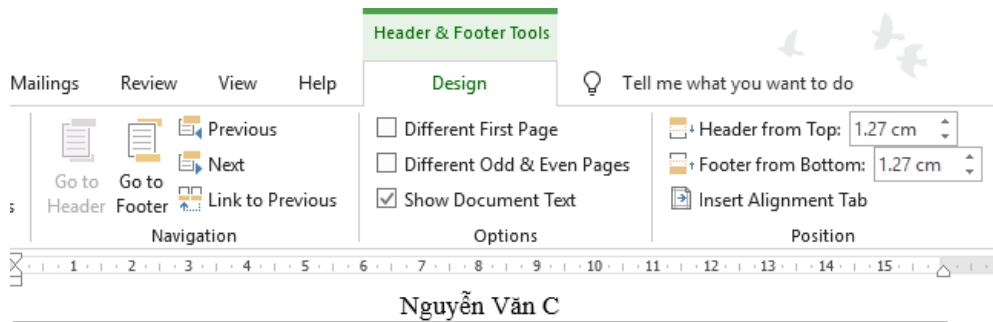 Header & Footer Tools
Mailings Review View Help Design Tell me what you want to do
Previous Different First Page Header from Top: 1.27 cm
Next Different Odd & Even Pages Footer from Bottom: 1.27 cm
Go to Header Go to Footer Link to Previous Show Document Text Insert Alignment Tab
s Navigation Options Position
1 2 3 4 5 6 7 8 9 10 11 12 13 14 15
Nguyễn Văn C